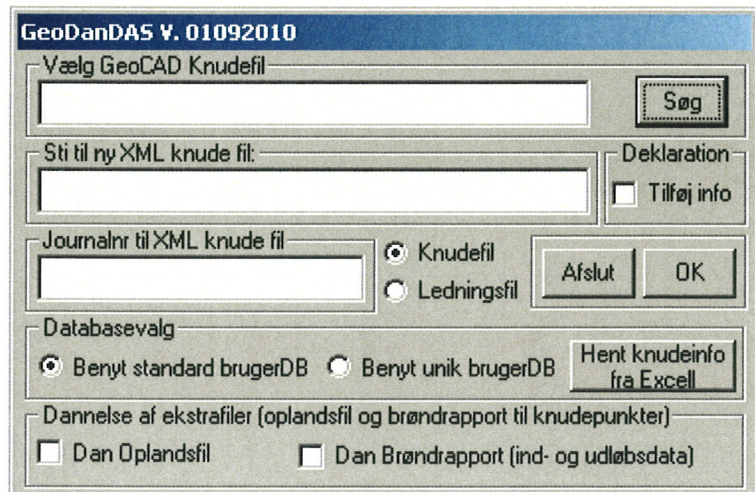 GeoDanDAS V. 01092010
Vælg GeoCAD Knudefil
Søg
Sti til ny XML knude fil:
Deklaration
Tilføj info
Journalnr til XML knude fil
Knudefil
Ledningsfil
Afslut
OK
Databasevalg
Benyt standard brugerDB
Benyt unik brugerDB
Hent knudeinfo
fra Excell
Dannelse af ekstrafiler (oplandsfil og brøndrapport til knudepunkter)
Dan Oplandsfil
Dan Brøndrapport (ind- og udløbsdata)